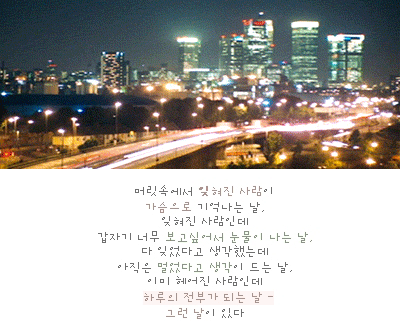 머릿속에서 잊혀진 사람이
가슴으로 기억나는 날,
잊혀진 사람인데
갑자기 너무 보고싶어서 눈물이 나는 날,
다 잊었다고 생각했는데
아직은 멀었다고 생각이 드는 날,
이미 헤어진 사람인데
하루의 전부가 되는 날 -
그런 날이 있다